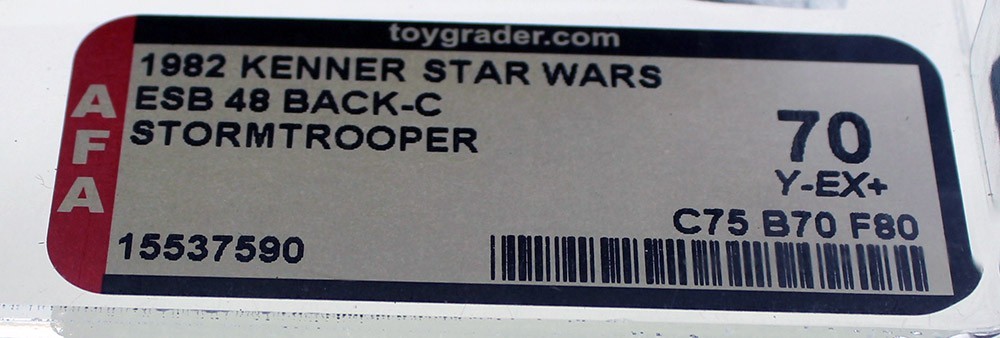 toygrader.com
AFA
1982 KENNER STAR WARS
ESB 48 BACK-C
STORMTROOPER
70
Y-EX+
C75 B70 F80
15537590